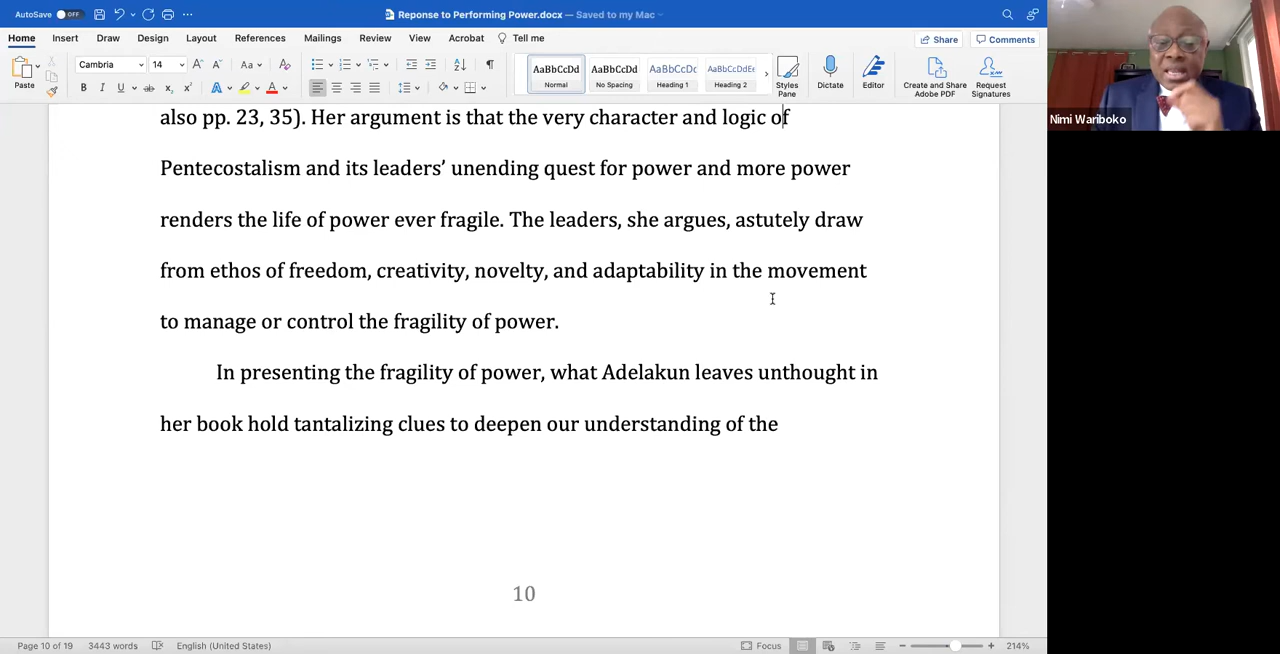 AutoSave OFF
Reponse to Performing Power.docx — Saved to my Mac
Home Insert Draw Design Layout References Mailings Review View Acrobat Tell me
Share Comments
Paste
Cambria 14
AaBbCcDd AaBbCcDd AaBbCcDc AaBbCcDdEe
Normal No Spacing Heading 1 Heading 2
Styles Pane
Dictate
Editor
Create and Share Adobe PDF
Request Signatures
Nimi Wariboko
also pp. 23, 35). Her argument is that the very character and logic of
Pentecostalism and its leaders’ unending quest for power and more power
renders the life of power ever fragile. The leaders, she argues, astutely draw
from ethos of freedom, creativity, novelty, and adaptability in the movement
to manage or control the fragility of power.
In presenting the fragility of power, what Adelakun leaves unthought in
her book hold tantalizing clues to deepen our understanding of the
10
Page 10 of 19 3443 words English (United States) Focus 214%